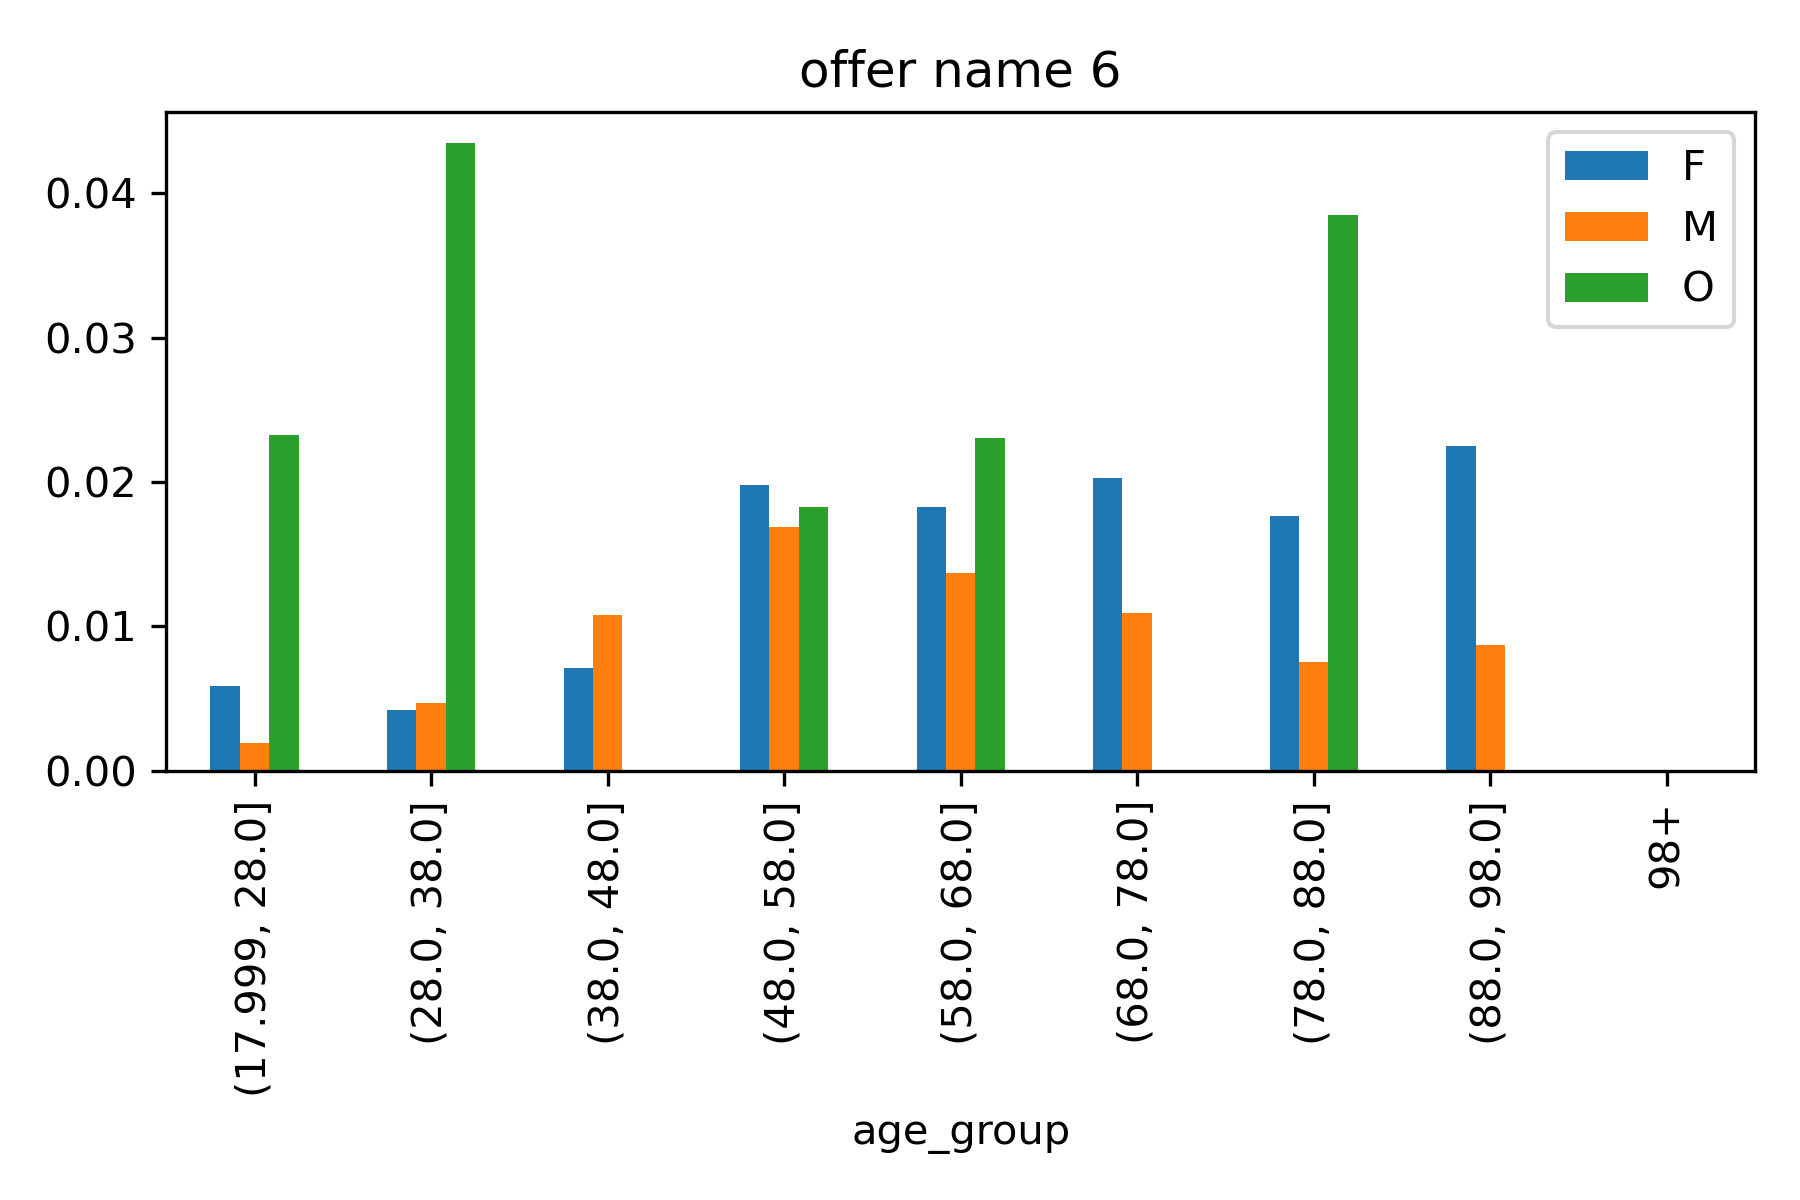 offer name 6
F
M
O
0.04
0.03
0.02
0.01
0.00
(17.999, 28.0]
(28.0, 38.0]
(38.0, 48.0]
(48.0, 58.0]
(58.0, 68.0]
(68.0, 78.0]
(78.0, 88.0]
(88.0, 98.0]
98+
age_group